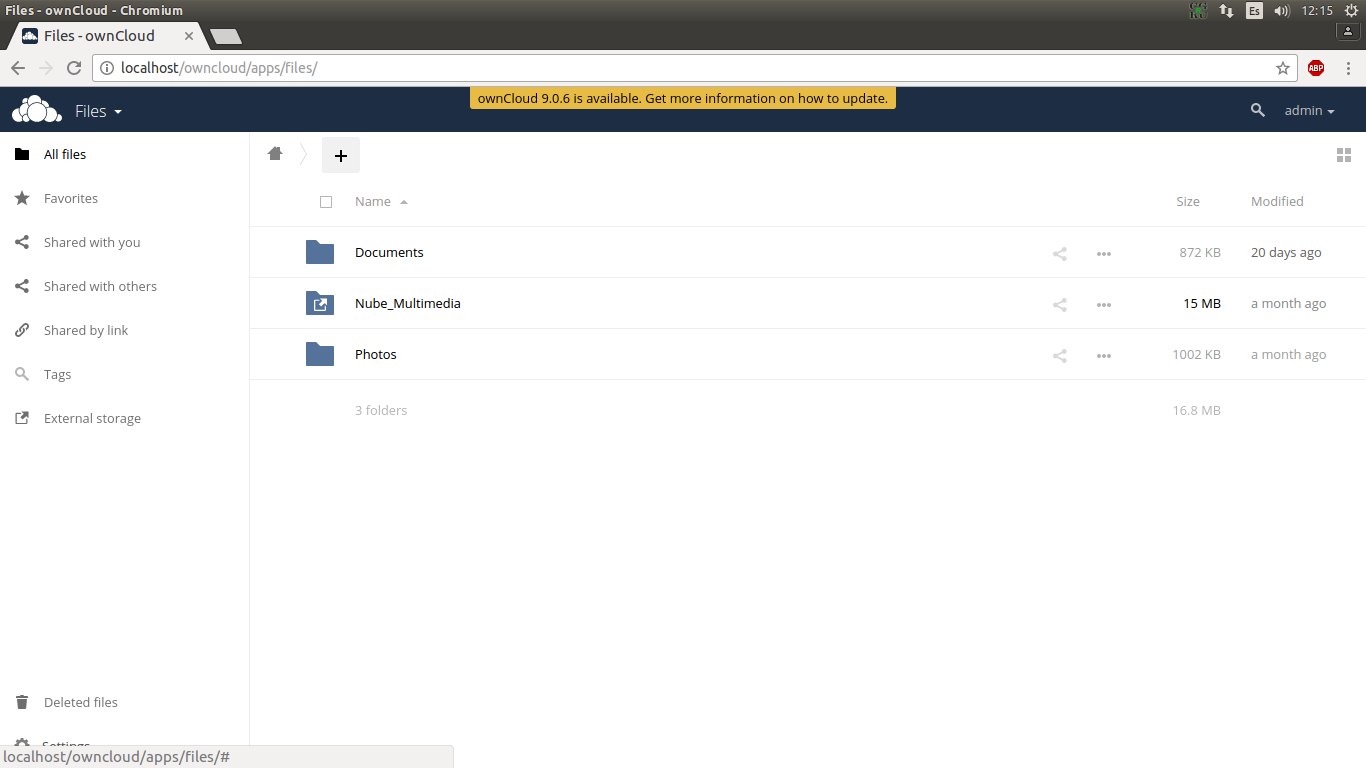 Files - ownCloud - Chromium
Es
12:15
Files - ownCloud
localhost/owncloud/apps/files/
ABP
ownCloud 9.0.6 is available. Get more information on how to update.
Files
admin
All files
Favorites
Shared with you
Shared with others
Shared by link
Tags
External storage
Deleted files
Settings
+
Name Size Modified
Documents 872 KB 20 days ago
Nube_Multimedia 15 MB a month ago
Photos 1002 KB a month ago
3 folders 16.8 MB
localhost/owncloud/apps/files/#